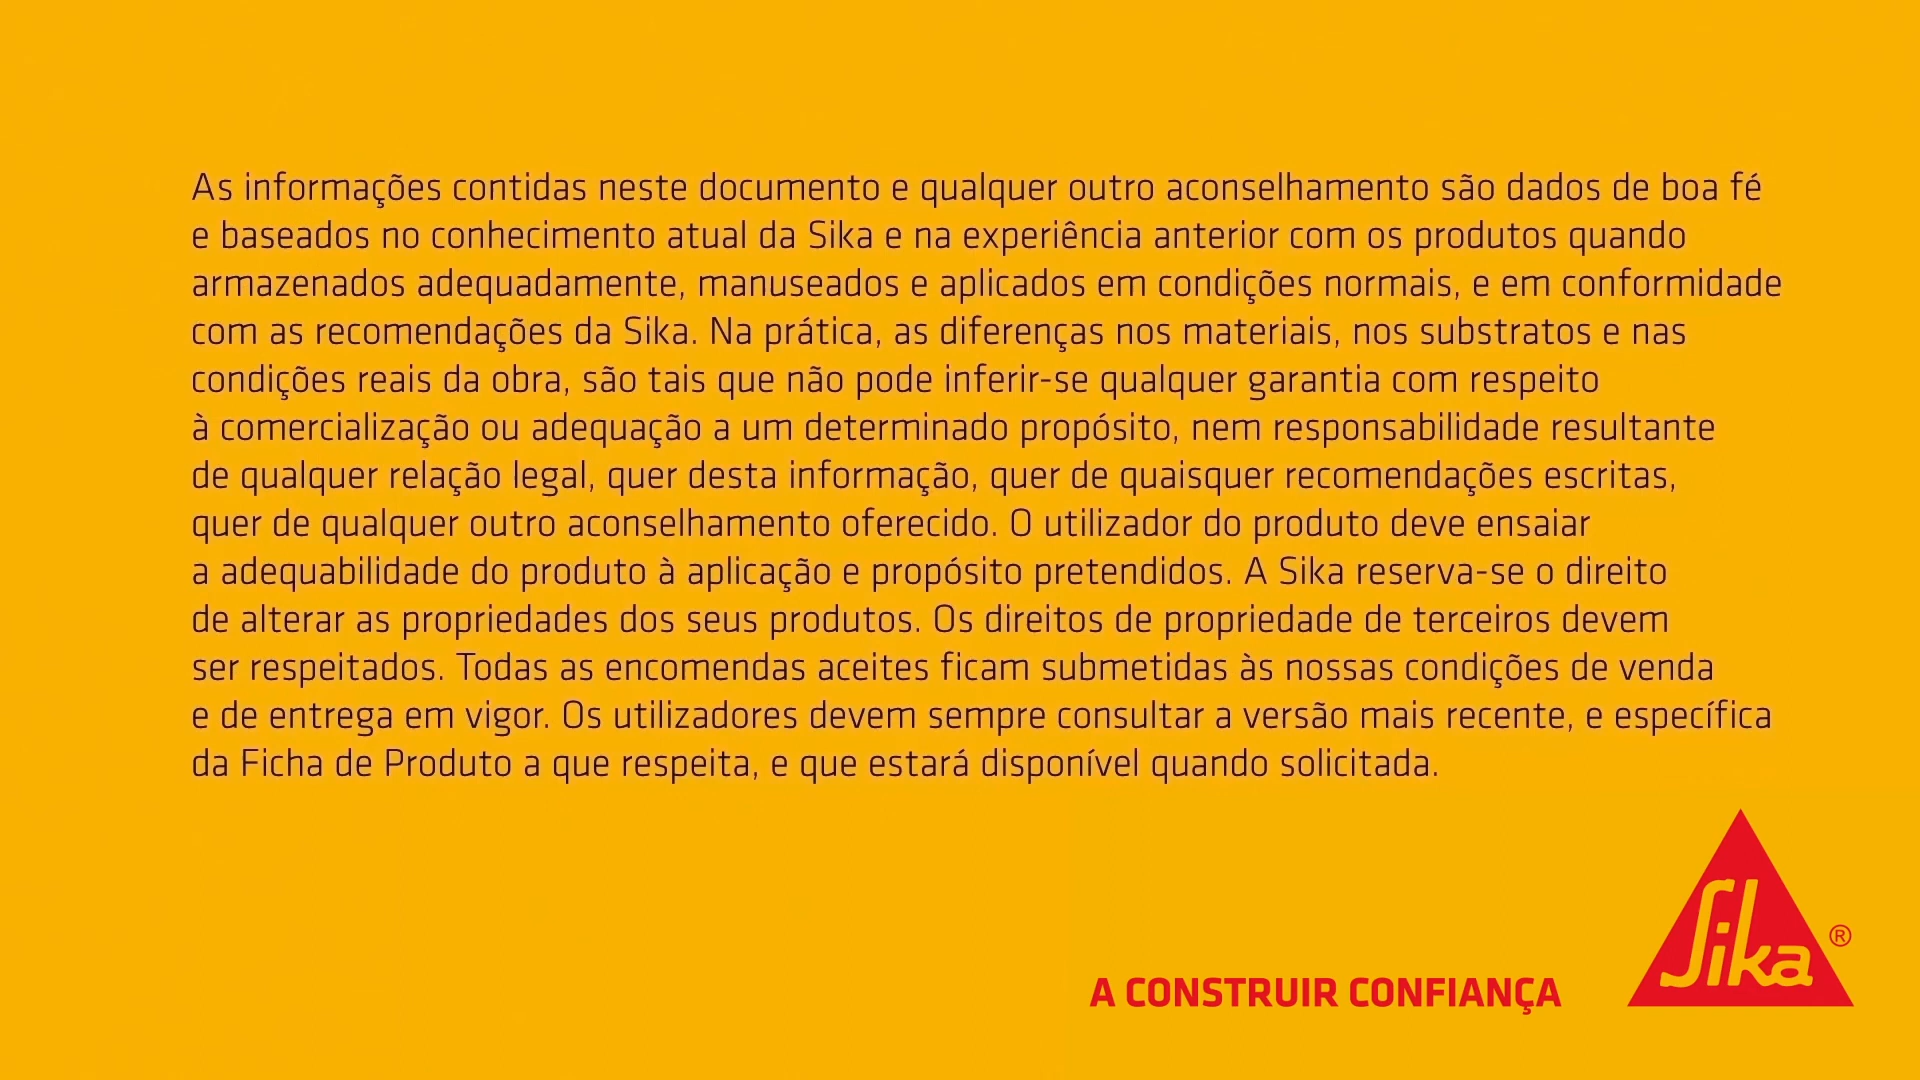 As informações contidas neste documento e qualquer outro aconselhamento são dados de boa fé
e baseados no conhecimento atual da Sika e na experiência anterior com os produtos quando
armazenados adequadamente, manuseados e aplicados em condições normais, e em conformidade
com as recomendações da Sika. Na prática, as diferenças nos materiais, nos substratos e nas
condições reais da obra, são tais que não pode inferir-se qualquer garantia com respeito
à comercialização ou adequação a um determinado propósito, nem responsabilidade resultante
de qualquer relação legal, quer desta informação, quer de quaisquer recomendações escritas,
quer de qualquer outro aconselhamento oferecido. O utilizador do produto deve ensaiar
a adequabilidade do produto à aplicação e propósito pretendidos. A Sika reserva-se o direito
de alterar as propriedades dos seus produtos. Os direitos de propriedade de terceiros devem
ser respeitados. Todas as encomendas aceites ficam submetidas às nossas condições de venda
e de entrega em vigor. Os utilizadores devem sempre consultar a versão mais recente, e específica
da Ficha de Produto a que respeita, e que estará disponível quando solicitada.
A CONSTRUIR CONFIANÇA
Sika®